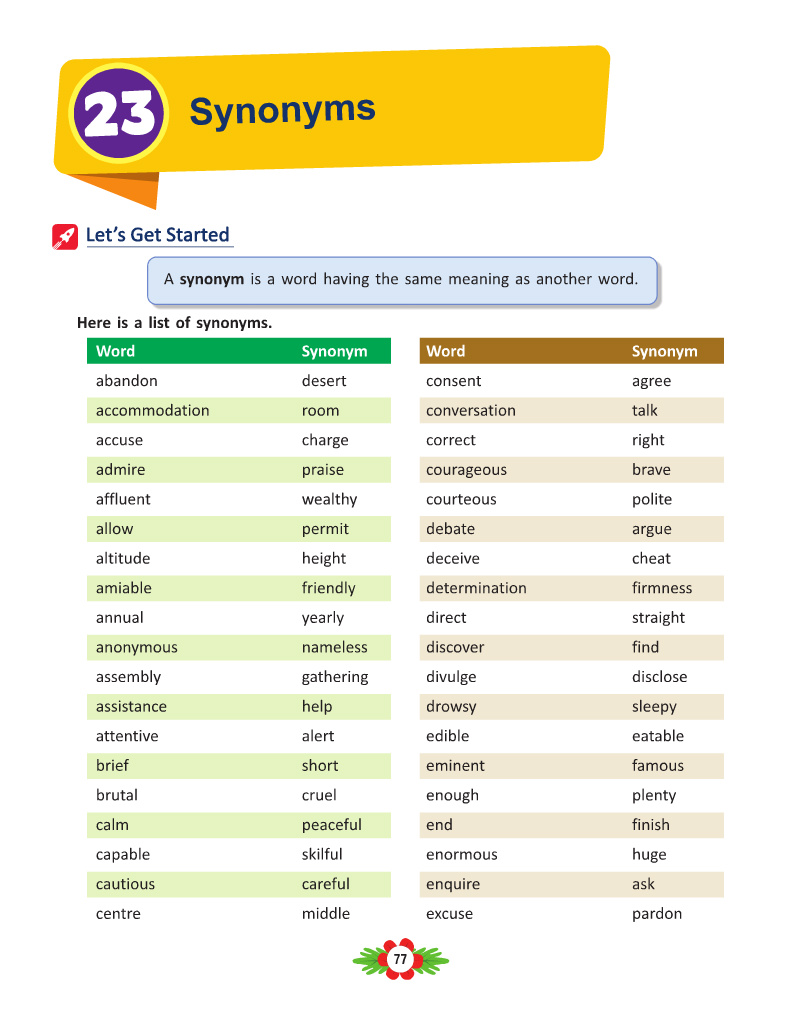 23
Synonyms
Let's Get Started
A synonym is a word having the same meaning as another word.
Here is a list of synonyms.
Word Synonym
abandon desert
accommodation room
accuse charge
admire praise
affluent wealthy
allow permit
altitude height
amiable friendly
annual yearly
anonymous nameless
assembly gathering
assistance help
attentive alert
brief short
brutal cruel
calm peaceful
capable skilful
cautious careful
centre middle
Word Synonym
consent agree
conversation talk
correct right
courageous brave
courteous polite
debate argue
deceive cheat
determination firmness
direct straight
discover find
divulge disclose
drowsy sleepy
edible eatable
eminent famous
enough plenty
end finish
enormous huge
enquire ask
excuse pardon
77